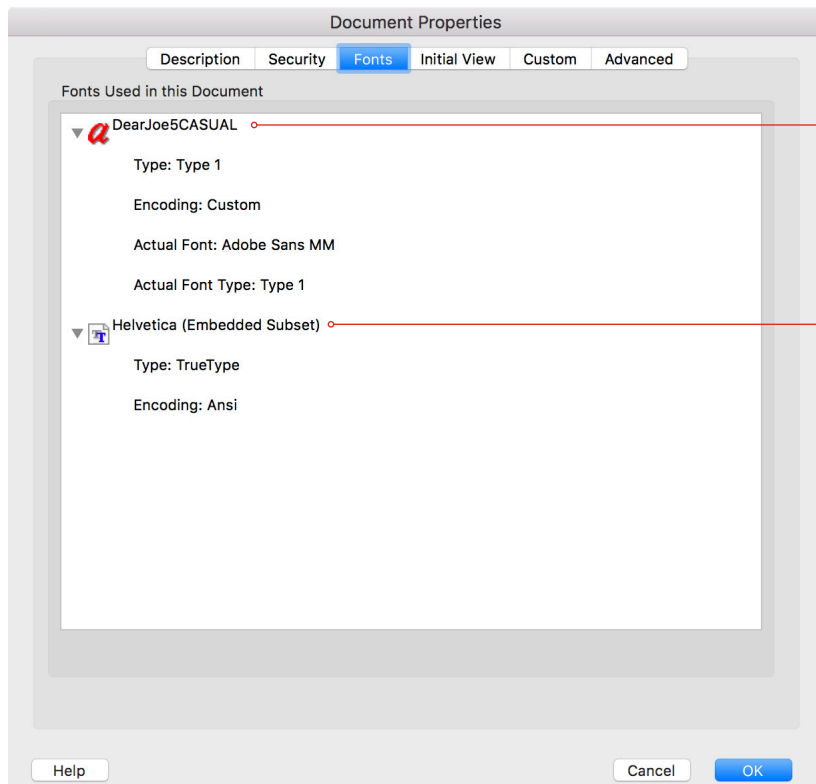 Document Properties
Description Security Fonts Initial View Custom Advanced
Fonts Used in this Document
DearJoe5CASUAL
Type: Type 1
Encoding: Custom
Actual Font: Adobe Sans MM
Actual Font Type: Type 1
Helvetica (Embedded Subset)
Type: TrueType
Encoding: Ansi
Help Cancel OK